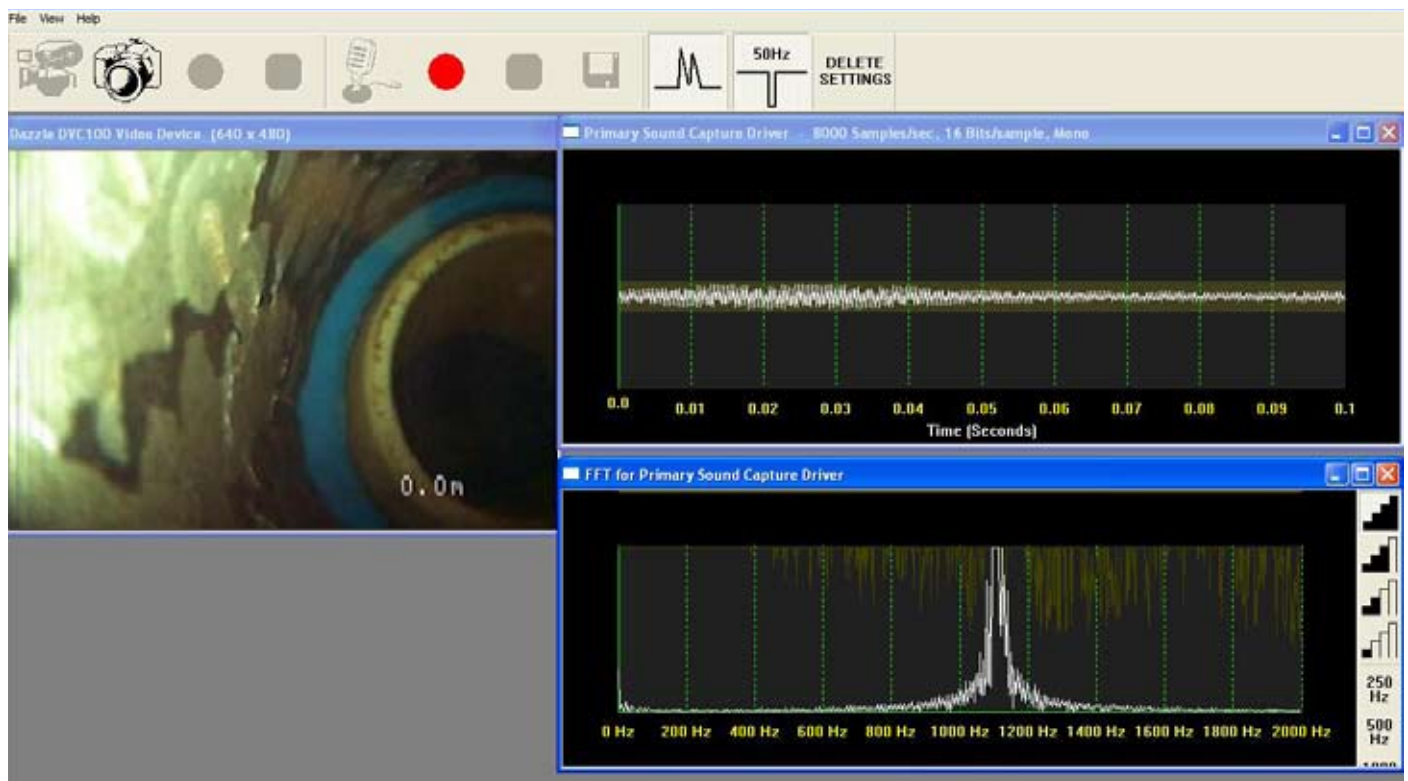 File View Help
50Hz
DELETE
SETTINGS
Dazzle DVC100 Video Device (640 x 480)
0.0m
Primary Sound Capture Driver - 8000 Samples/sec, 16 Bits/sample, Mono
0.0 0.01 0.02 0.03 0.04 0.05 0.06 0.07 0.08 0.09 0.1
Time (Seconds)
FFT for Primary Sound Capture Driver
0 Hz 200 Hz 400 Hz 600 Hz 800 Hz 1000 Hz 1200 Hz 1400 Hz 1600 Hz 1800 Hz 2000 Hz
250
Hz
500
Hz